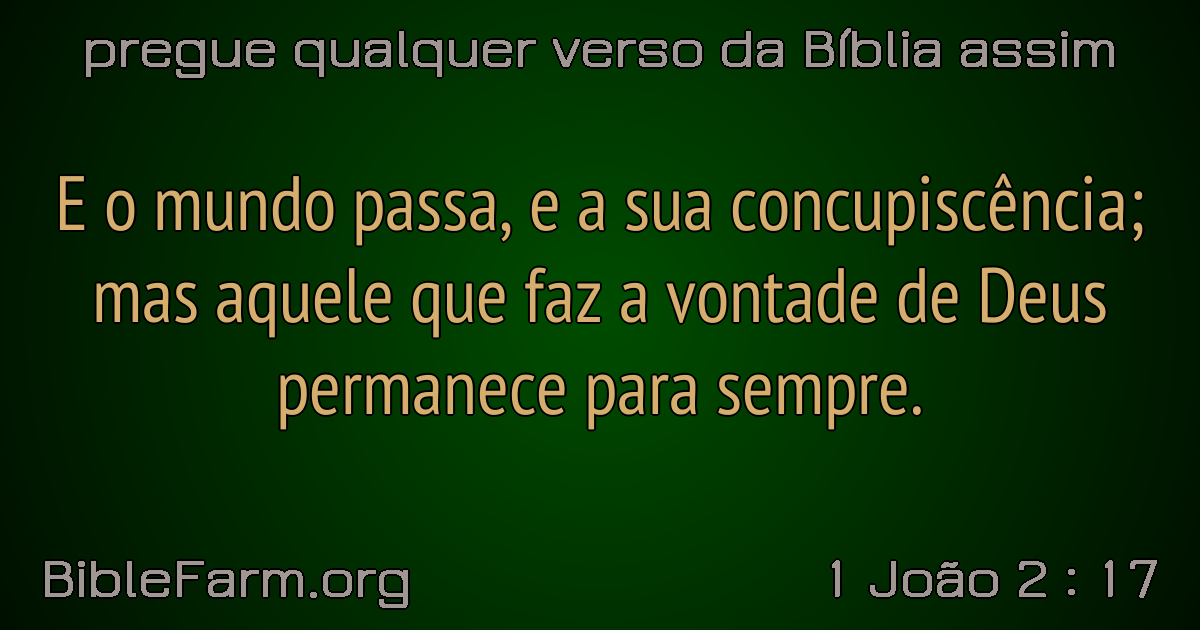 pregue qualquer verso da Bíblia assim
E o mundo passa, e a sua concupiscência;
mas aquele que faz a vontade de Deus
permanece para sempre.
BibleFarm.org
1 João 2 : 17